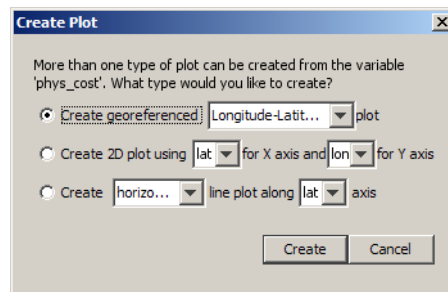 Create Plot
More than one type of plot can be created from the variable
'phys_cost'. What type would you like to create?
Create georeferenced Longitude-Latit... plot
Create 2D plot using lat for X axis and lon for Y axis
Create horizo... line plot along lat axis
Create Cancel